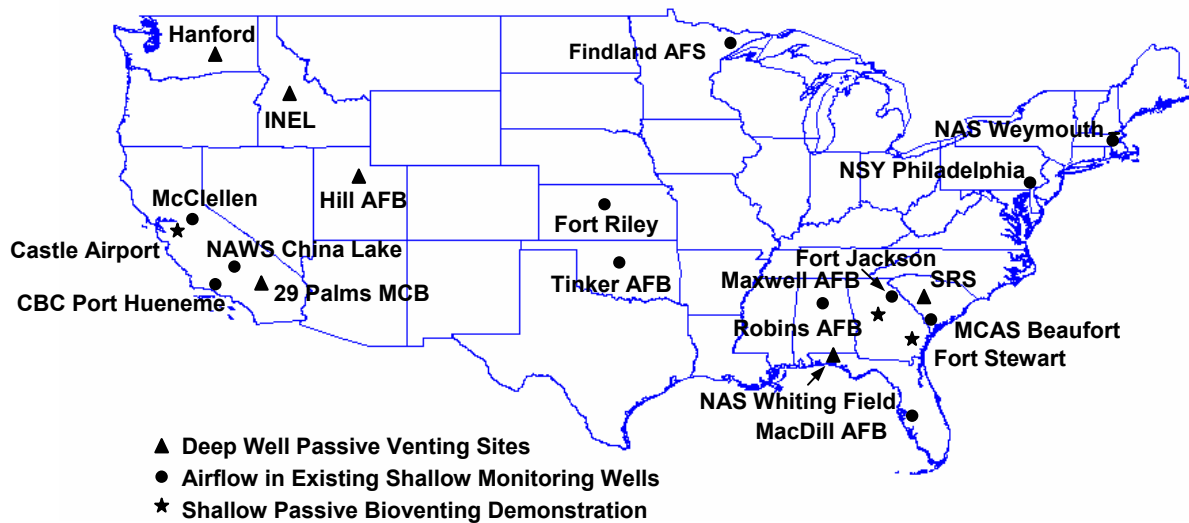 Hanford
Findland AFS
INEL
NAS Weymouth
NSY Philadelphia
Hill AFB
McClellen
Fort Riley
Castle Airport
NAWS China Lake
Fort Jackson
Tinker AFB
Maxwell AFB
SRS
29 Palms MCB
CBC Port Hueneme
Robins AFB
MCAS Beaufort
Fort Stewart
NAS Whiting Field
MacDill AFB
Deep Well Passive Venting Sites
Airflow in Existing Shallow Monitoring Wells
Shallow Passive Bioventing Demonstration